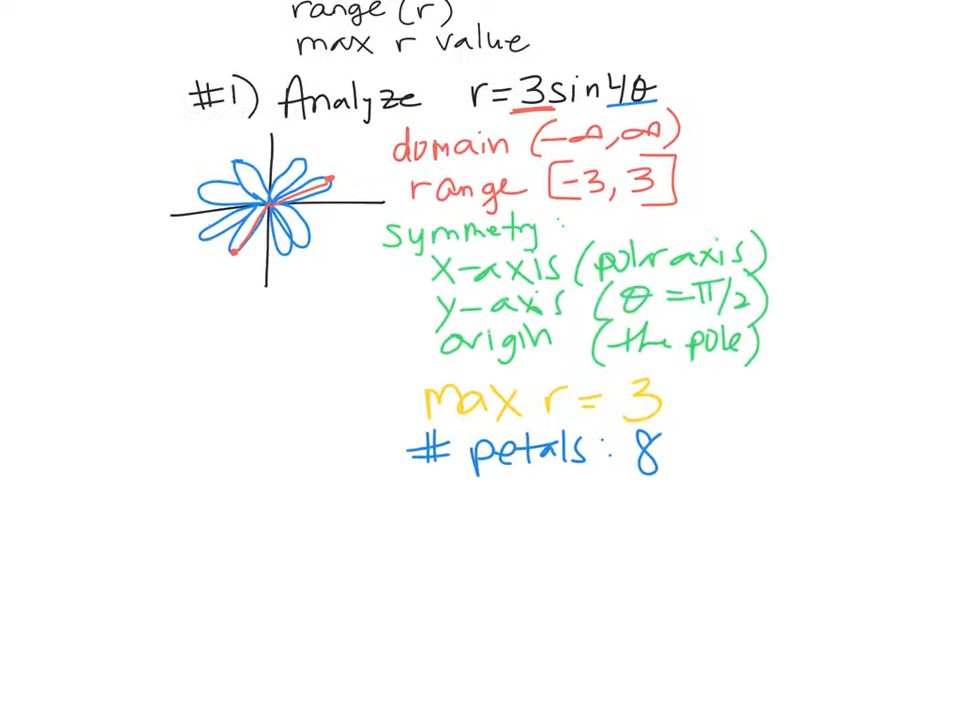 range (r)
max r value
#1) Analyze r=3sin4θ
domain (-∞,∞)
range [-3, 3]
symmetry:
x-axis (polar axis)
y-axis (θ=π/2)
origin (the pole)
max r = 3
# petals: 8